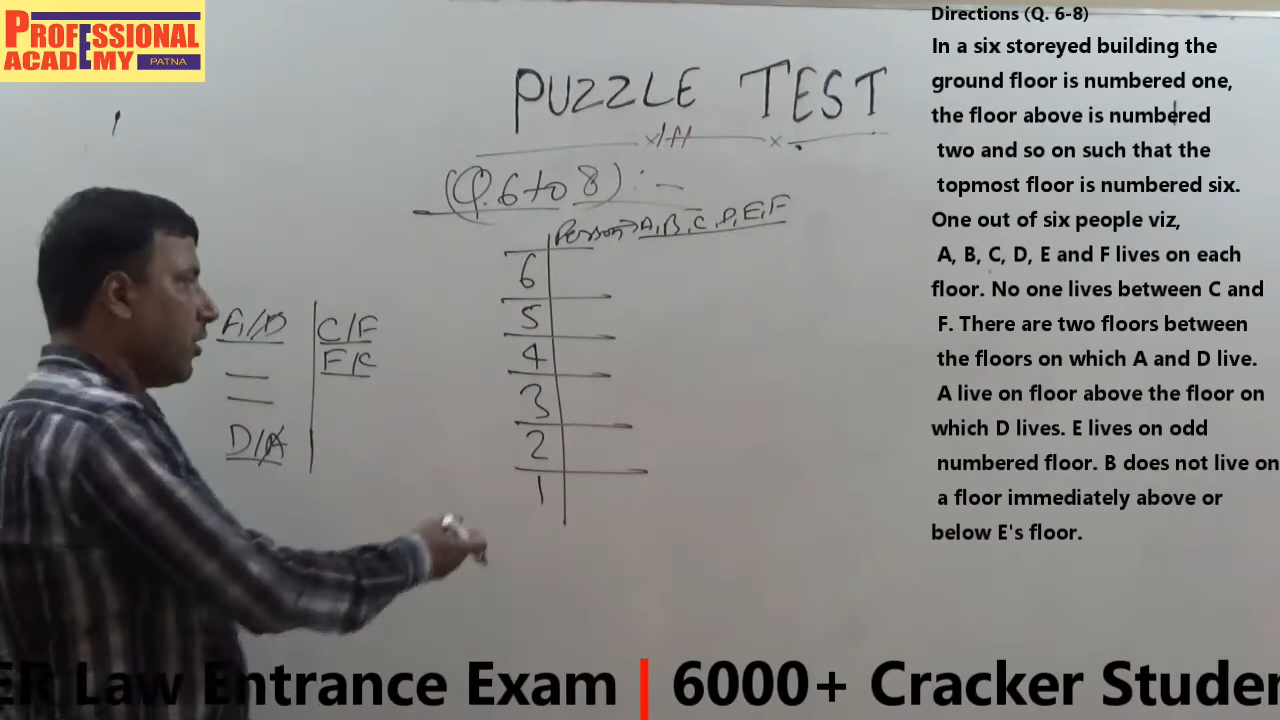 PROFESSIONAL
ACADEMY PATNA
PUZZLE TEST
(Q. 6 to 8) : -
Person → A, B, C, D, E, F
6
5
4
3
2
1
A/D
D/A
C/F
F/C
Directions (Q. 6-8)
In a six storeyed building the
ground floor is numbered one,
the floor above is numbered
two and so on such that the
topmost floor is numbered six.
One out of six people viz,
A, B, C, D, E and F lives on each
floor. No one lives between C and
F. There are two floors between
the floors on which A and D live.
A live on floor above the floor on
which D lives. E lives on odd
numbered floor. B does not live on
a floor immediately above or
below E's floor.
ER Law Entrance Exam | 6000+ Cracker Studen